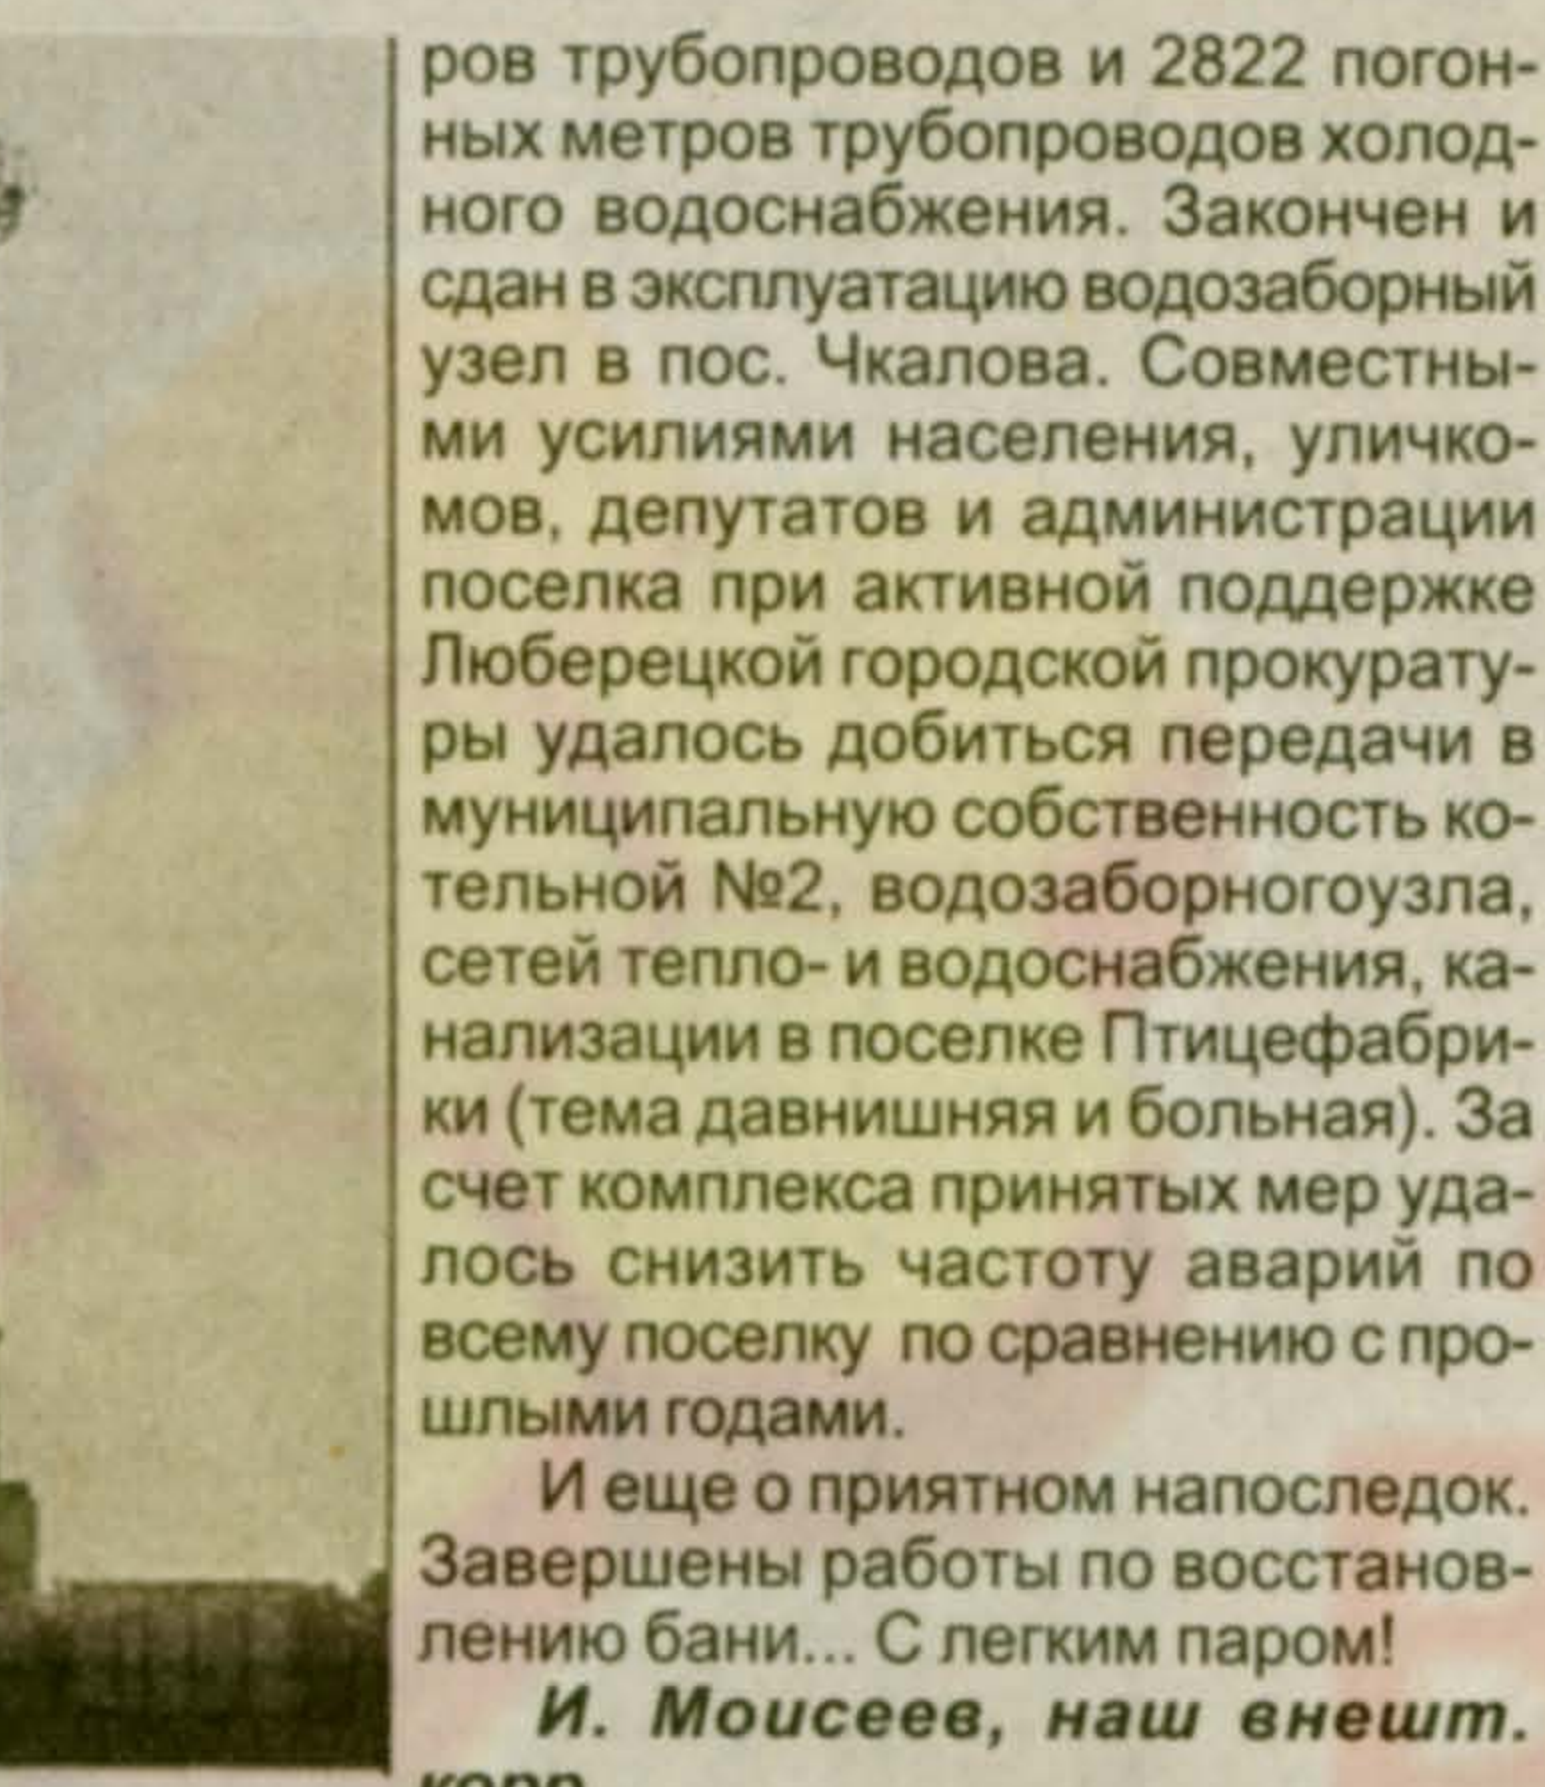 ров трубопроводов и 2822 погон-
ных метров трубопроводов холод-
ного водоснабжения. Закончен и
сдан в эксплуатацию водозаборный
узел в пос. Чкалова. Совместны-
ми усилиями населения, уличко-
мов, депутатов и администрации
поселка при активной поддержке
Люберецкой городской прокурату-
ры удалось добиться передачи в
муниципальную собственность ко-
тельной №2, водозаборногоузла,
сетей тепло- и водоснабжения, ка-
нализации в поселке Птицефабри-
ки (тема давнишняя и больная). За
счет комплекса принятых мер уда-
лось снизить частоту аварий по
всему поселку по сравнению с про-
шлыми годами.
И еще о приятном напоследок.
Завершены работы по восстанов-
лению бани... С легким паром!
И. Моисеев, наш внешт.
корр.